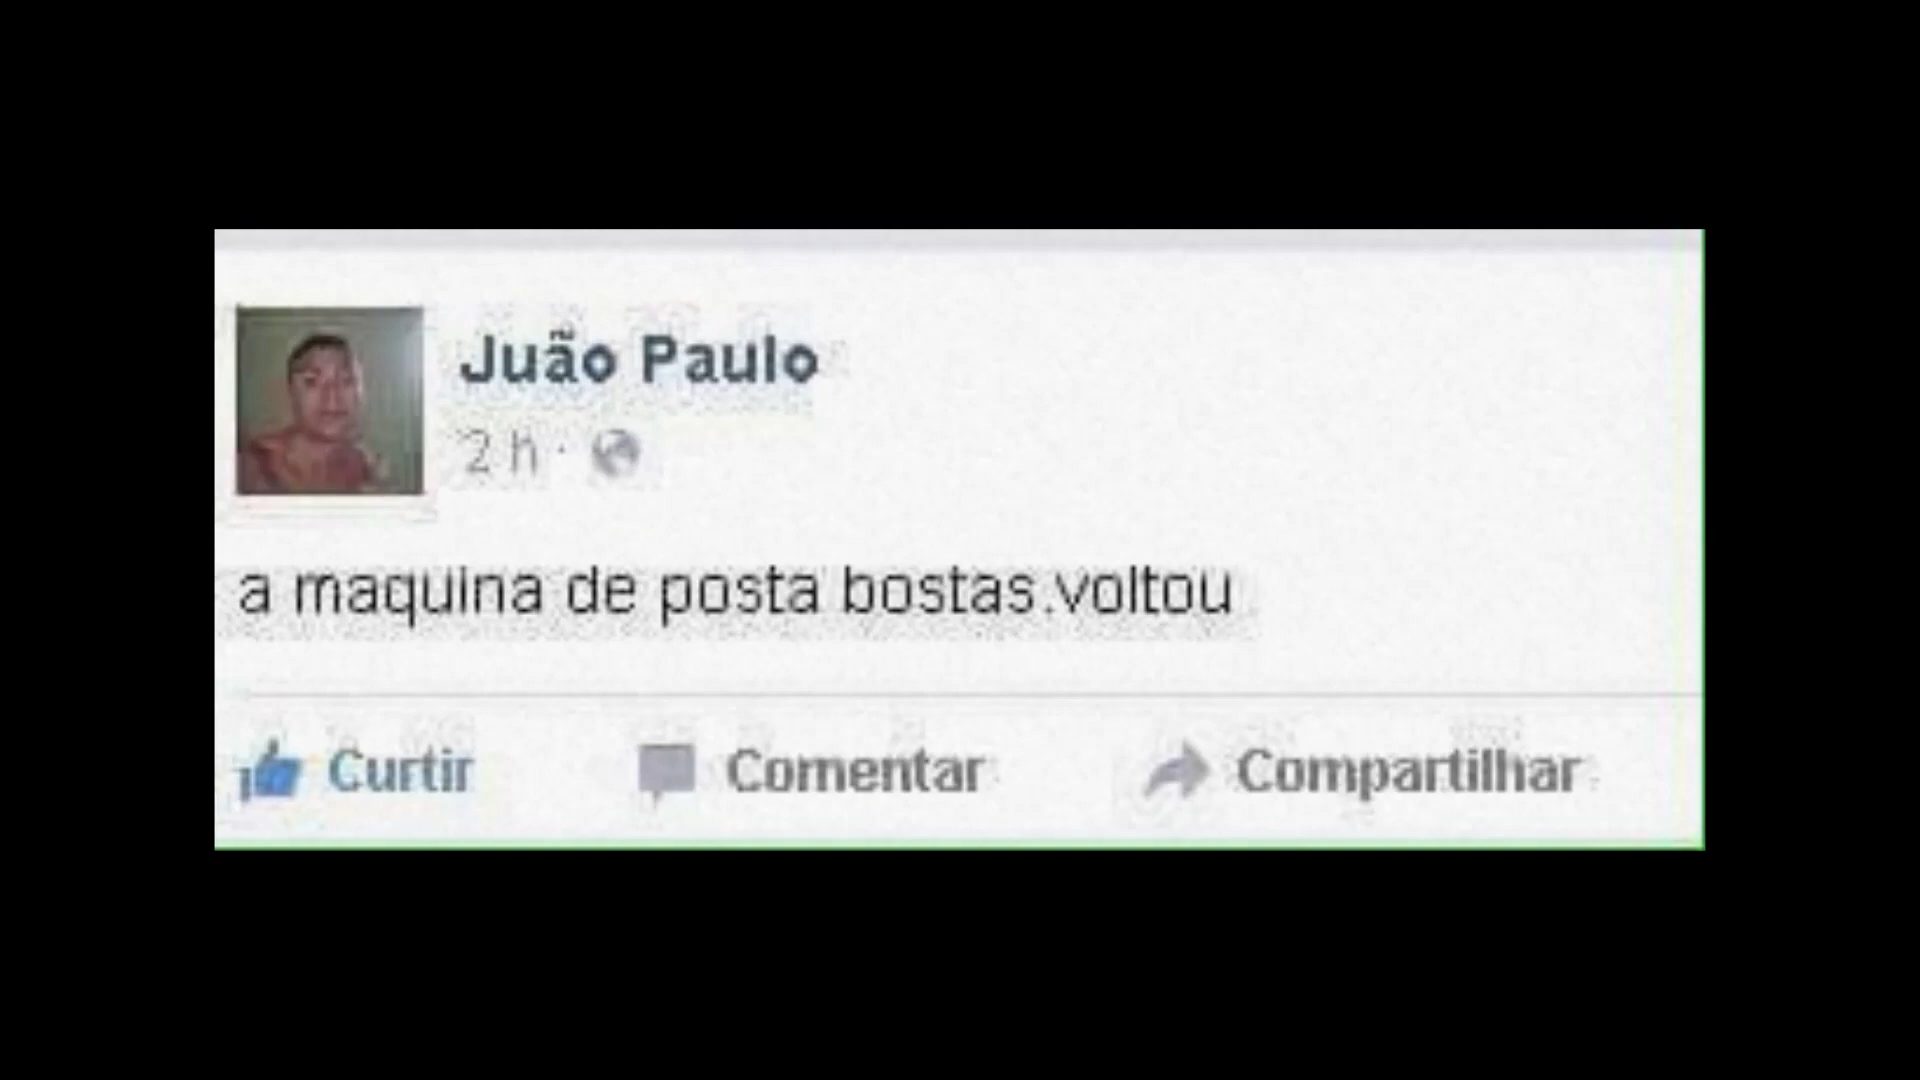 Juão Paulo
2 h ·
a maquina de posta bostas.voltou
Curtir Comentar Compartilhar